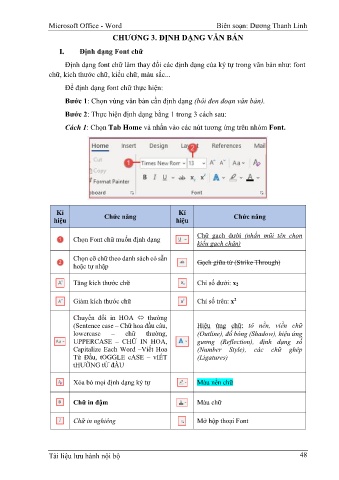 Microsoft Office - Word Biên soạn: Dương Thanh Linh
CHƯƠNG 3. ĐỊNH DẠNG VĂN BẢN
I. Định dạng Font chữ
Định dạng font chữ làm thay đổi các định dạng của ký tự trong văn bản như: font
chữ, kích thước chữ, kiểu chữ, màu sắc...
Để định dạng font chữ thực hiện:
Bước 1: Chọn vùng văn bản cần định dạng (bôi đen đoạn văn bản).
Bước 2: Thực hiện định dạng bằng 1 trong 3 cách sau:
Cách 1: Chọn Tab Home và nhấn vào các nút tương ứng trên nhóm Font.
Home Insert Design Layout References Mail
2
Cut
Copy
Format Painter
1 Times New Rom 13 A A Aa A
B I U ab x₂ x² A A
board Font
Kí hiệu Chức năng Kí hiệu Chức năng
1 Chọn Font chữ muốn định dạng U Chữ gạch dưới (nhấn mũi tên chọn
kiểu gạch chân)
2 Chọn cỡ chữ theo danh sách có sẵn
hoặc tự nhập ab Gạch giữa từ (Strike Through)
A Tăng kích thước chữ x₂ Chỉ số dưới: x₂
A Giảm kích thước chữ x² Chỉ số trên: x²
Aa Chuyển đổi in HOA ⇔ thường
(Sentence case – Chữ hoa đầu câu,
lowercase – chữ thường,
UPPERCASE – CHỮ IN HOA,
Capitalize Each Word –Viết Hoa
Từ Đầu, tOGGLE cASE – vIẾT
tHƯỜNG tỪ đẦU
A Hiệu ứng chữ: tô nền, viền chữ
(Outline), đổ bóng (Shadow), hiệu ứng
gương (Reflection), định dạng số
(Number Style), các chữ ghép
(Ligatures)
Xóa bỏ mọi định dạng ký tự Màu nền chữ
B Chữ in đậm A Màu chữ
I Chữ in nghiêng Mở hộp thoại Font
Tài liệu lưu hành nội bộ 48